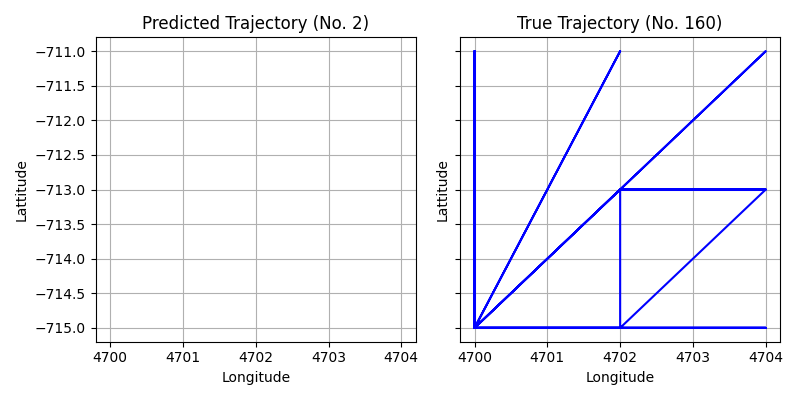 Predicted Trajectory (No. 2)
True Trajectory (No. 160)
−711.0
−711.5
−712.0
−712.5
−713.0
−713.5
−714.0
−714.5
−715.0
Lattitude
Lattitude
4700 4701 4702 4703 4704
4700 4701 4702 4703 4704
Longitude
Longitude